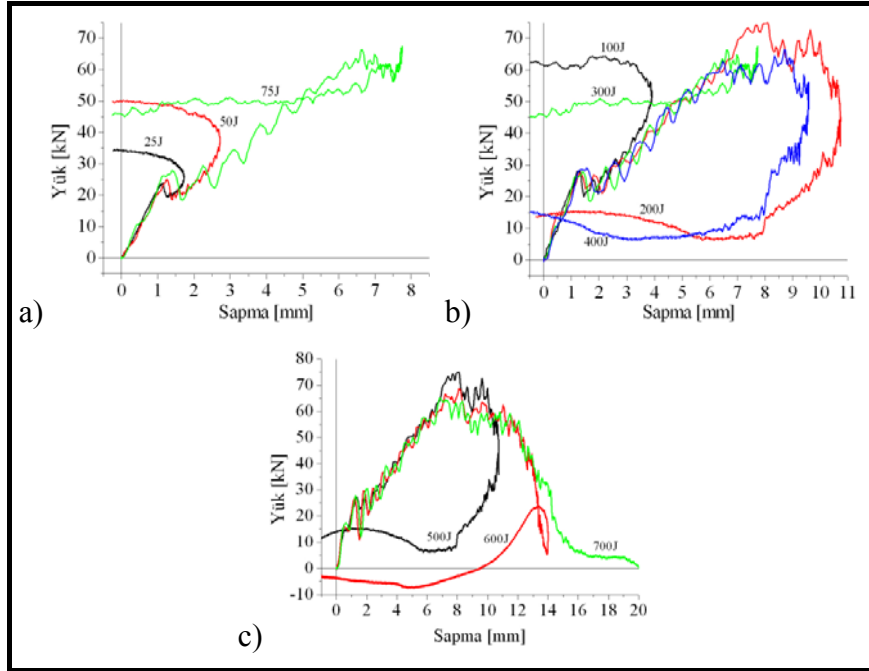 70
60
50
40
30
20
10
0
Yük [kN]
75J
50J
25J
0 1 2 3 4 5 6 7 8
Sapma [mm]
a)
70
60
50
40
30
20
10
0
Yük [kN]
100J
300J
200J
400J
0 1 2 3 4 5 6 7 8 9 10 11
Sapma [mm]
b)
80
70
60
50
40
30
20
10
0
-10
Yük [kN]
500J
600J
700J
0 2 4 6 8 10 12 14 16 18 20
Sapma [mm]
c)